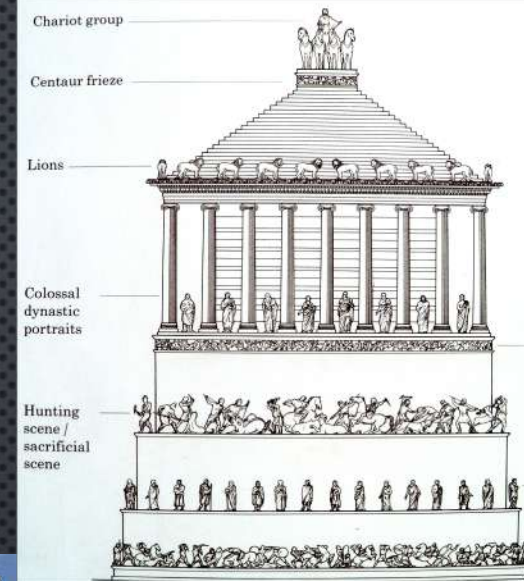 Chariot group
Centaur frieze
Lions
Colossal
dynastic
portraits
Hunting
scene /
sacrificial
scene